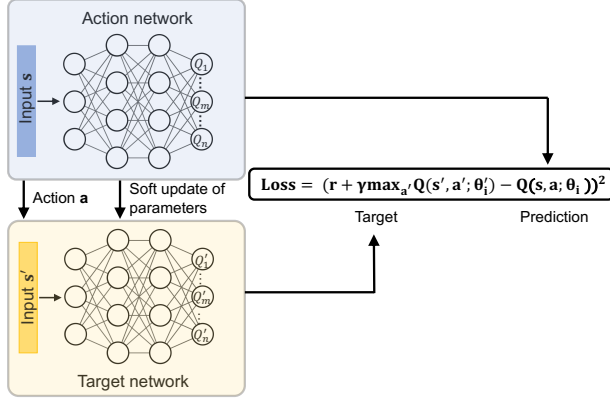 Action network
Input s
Q₁
Qₘ
Qₙ
Action a
Soft update of
parameters
Loss = (r + γmaxₐ′Q(s′, a′; θ′ᵢ) − Q(s, a; θᵢ ))²
Target
Prediction
Input s′
Q′₁
Q′ₘ
Q′ₙ
Target network